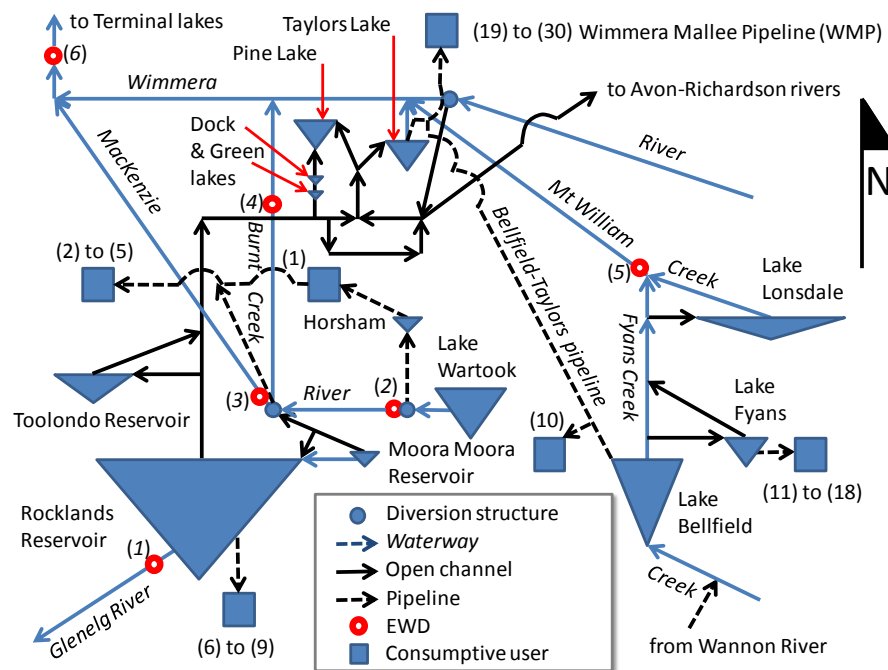 to Terminal lakes
Taylors Lake
Pine Lake
(19) to (30) Wimmera Mallee Pipeline (WMP)
(6)
Wimmera
to Avon-Richardson rivers
Dock
& Green
lakes
River
N
MacKenzie
(4)
Mt William
(2) to (5)
(1)
Burnt Creek
Bellfield-Taylors pipeline
(5)
Creek
Lake
Lonsdale
Horsham
Fyans Creek
Lake
Wartook
Toolondo Reservoir
(3)
River
(2)
Lake
Fyans
(10)
Moora Moora
Reservoir
(11) to (18)
Rocklands
Reservoir
(1)
Lake
Bellfield
Glenelg River
(6) to (9)
Creek
from Wannon River
Diversion structure
Waterway
Open channel
Pipeline
EWD
Consumptive user